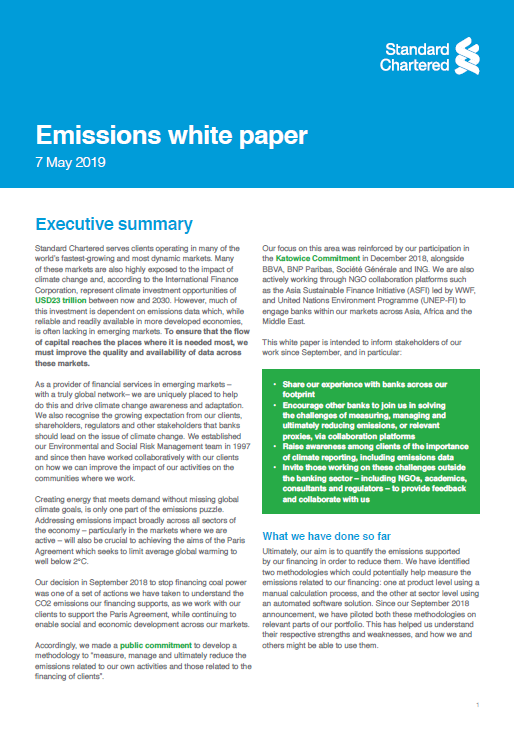 Standard
Chartered
Emissions white paper
7 May 2019
Executive summary
Standard Chartered serves clients operating in many of the
world's fastest-growing and most dynamic markets. Many
of these markets are also highly exposed to the impact of
climate change and, according to the International Finance
Corporation, represent climate investment opportunities of
USD23 trillion between now and 2030. However, much of
this investment is dependent on emissions data which, while
reliable and readily available in more developed economies,
is often lacking in emerging markets. To ensure that the flow
of capital reaches the places where it is needed most, we
must improve the quality and availability of data across
these markets.
As a provider of financial services in emerging markets –
with a truly global network– we are uniquely placed to help
do this and drive climate change awareness and adaptation.
We also recognise the growing expectation from our clients,
shareholders, regulators and other stakeholders that banks
should lead on the issue of climate change. We established
our Environmental and Social Risk Management team in 1997
and since then have worked collaboratively with our clients
on how we can improve the impact of our activities on the
communities where we work.
Creating energy that meets demand without missing global
climate goals, is only one part of the emissions puzzle.
Addressing emissions impact broadly across all sectors of
the economy – particularly in the markets where we are
active – will also be crucial to achieving the aims of the Paris
Agreement which seeks to limit average global warming to
well below 2°C.
Our decision in September 2018 to stop financing coal power
was one of a set of actions we have taken to understand the
CO2 emissions our financing supports, as we work with our
clients to support the Paris Agreement, while continuing to
enable social and economic development across our markets.
Accordingly, we made a public commitment to develop a
methodology to "measure, manage and ultimately reduce the
emissions related to our own activities and those related to the
financing of clients".
Our focus on this area was reinforced by our participation in
the Katowice Commitment in December 2018, alongside
BBVA, BNP Paribas, Société Générale and ING. We are also
actively working through NGO collaboration platforms such
as the Asia Sustainable Finance Initiative (ASFI) led by WWF,
and United Nations Environment Programme (UNEP-FI) to
engage banks within our markets across Asia, Africa and the
Middle East.
This white paper is intended to inform stakeholders of our
work since September, and in particular:
• Share our experience with banks across our
footprint
• Encourage other banks to join us in solving
the challenges of measuring, managing and
ultimately reducing emissions, or relevant
proxies, via collaboration platforms
• Raise awareness among clients of the importance
of climate reporting, including emissions data
• Invite those working on these challenges outside
the banking sector – including NGOs, academics,
consultants and regulators – to provide feedback
and collaborate with us
What we have done so far
Ultimately, our aim is to quantify the emissions supported
by our financing in order to reduce them. We have identified
two methodologies which could potentially help measure the
emissions related to our financing: one at product level using a
manual calculation process, and the other at sector level using
an automated software solution. Since our September 2018
announcement, we have piloted both these methodologies on
relevant parts of our portfolio. This has helped us understand
their respective strengths and weaknesses, and how we and
others might be able to use them.
1